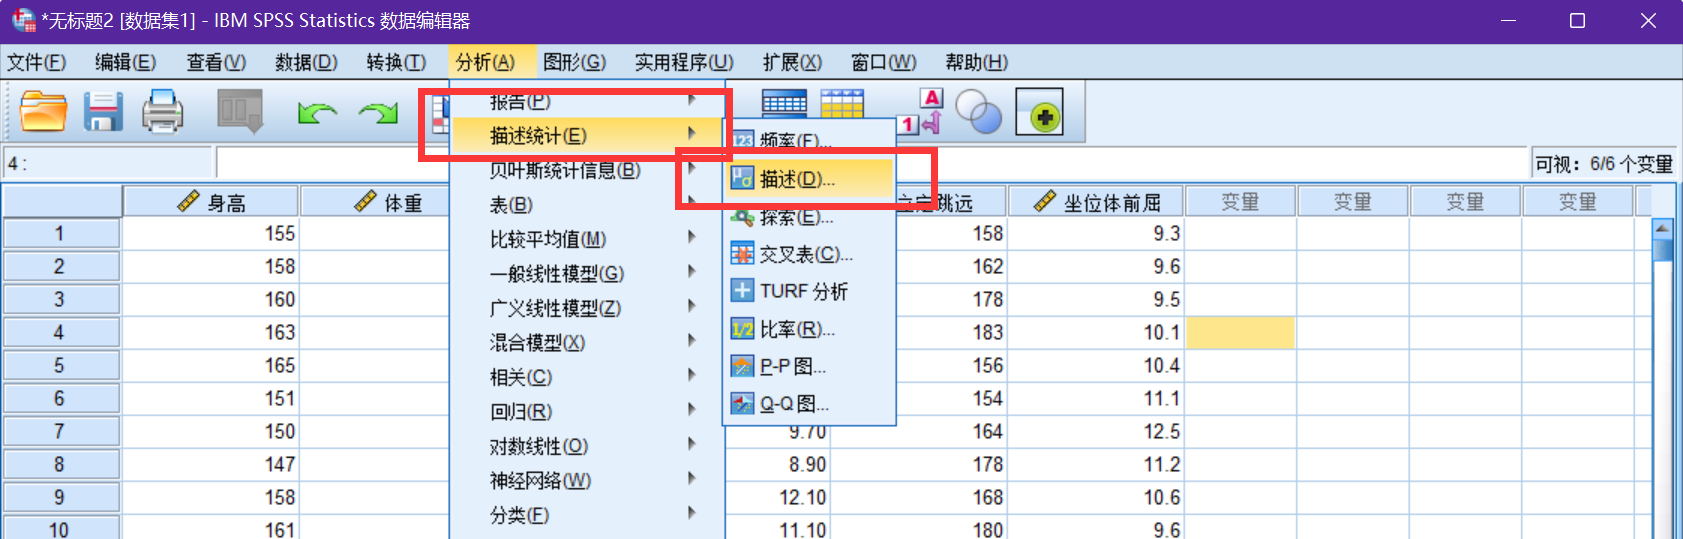 *无标题2 [数据集1] - IBM SPSS Statistics 数据编辑器
文件(F) 编辑(E) 查看(V) 数据(D) 转换(T) 分析(A) 图形(G) 实用程序(U) 扩展(X) 窗口(W) 帮助(H)
报告(P)
描述统计(E)
贝叶斯统计信息(B)
表(B)
比较平均值(M)
一般线性模型(G)
广义线性模型(Z)
混合模型(X)
相关(C)
回归(R)
对数线性(O)
神经网络(W)
分类(F)
频率(F)...
描述(D)...
探索(E)...
交叉表(C)...
TURF 分析
比率(R)...
P-P 图...
Q-Q 图...
4 :
可视: 6/6 个变量
身高 体重 立定跳远 坐位体前屈 变量 变量 变量 变量
1 155 158 9.3
2 158 162 9.6
3 160 178 9.5
4 163 183 10.1
5 165 156 10.4
6 151 154 11.1
7 150 9.70 164 12.5
8 147 8.90 178 11.2
9 158 12.10 168 10.6
10 161 11.10 180 9.6